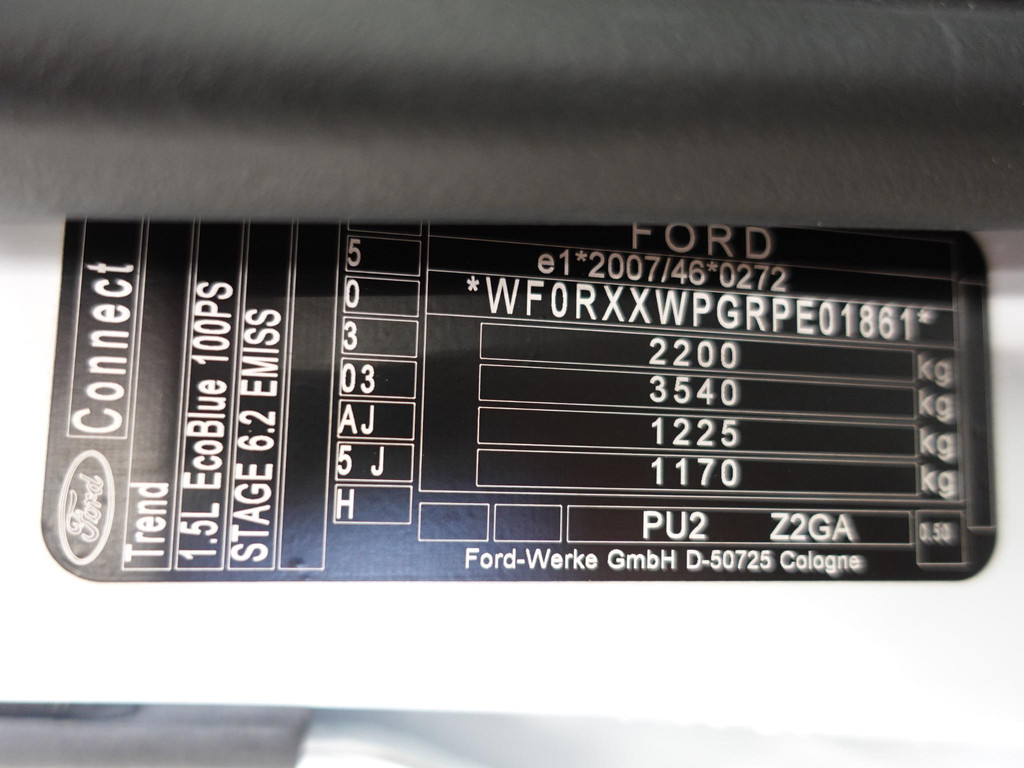 Ford
Connect
Trend
1.5L EcoBlue 100PS
STAGE 6.2 EMISS
5
0
3
03
AJ
5 J
H
FORD
e1*2007/46*0272
*WF0RXXWPGRPE01861*
2200 kg
3540 kg
1225 kg
1170 kg
PU2 Z2GA 0.50
Ford-Werke GmbH D-50725 Cologne